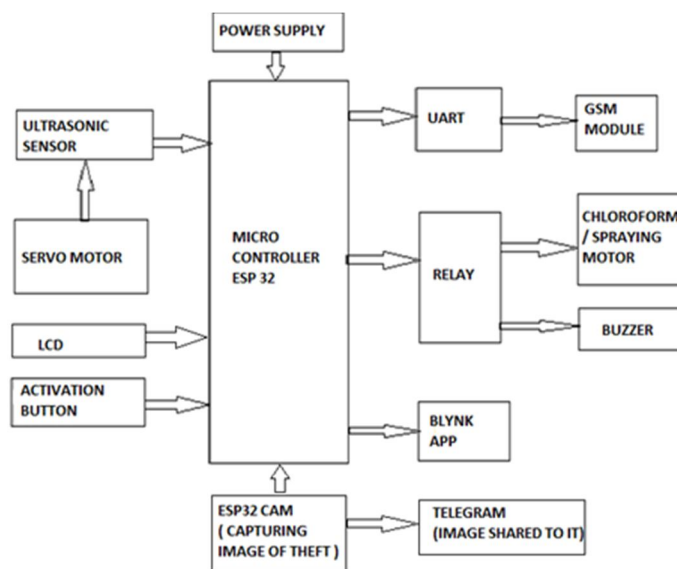 POWER SUPPLY
ULTRASONIC
SENSOR
SERVO MOTOR
LCD
ACTIVATION
BUTTON
MICRO
CONTROLLER
ESP 32
UART
GSM
MODULE
RELAY
CHLOROFORM
/ SPRAYING
MOTOR
BUZZER
BLYNK
APP
ESP32 CAM
( CAPTURING
IMAGE OF THEFT )
TELEGRAM
(IMAGE SHARED TO IT)